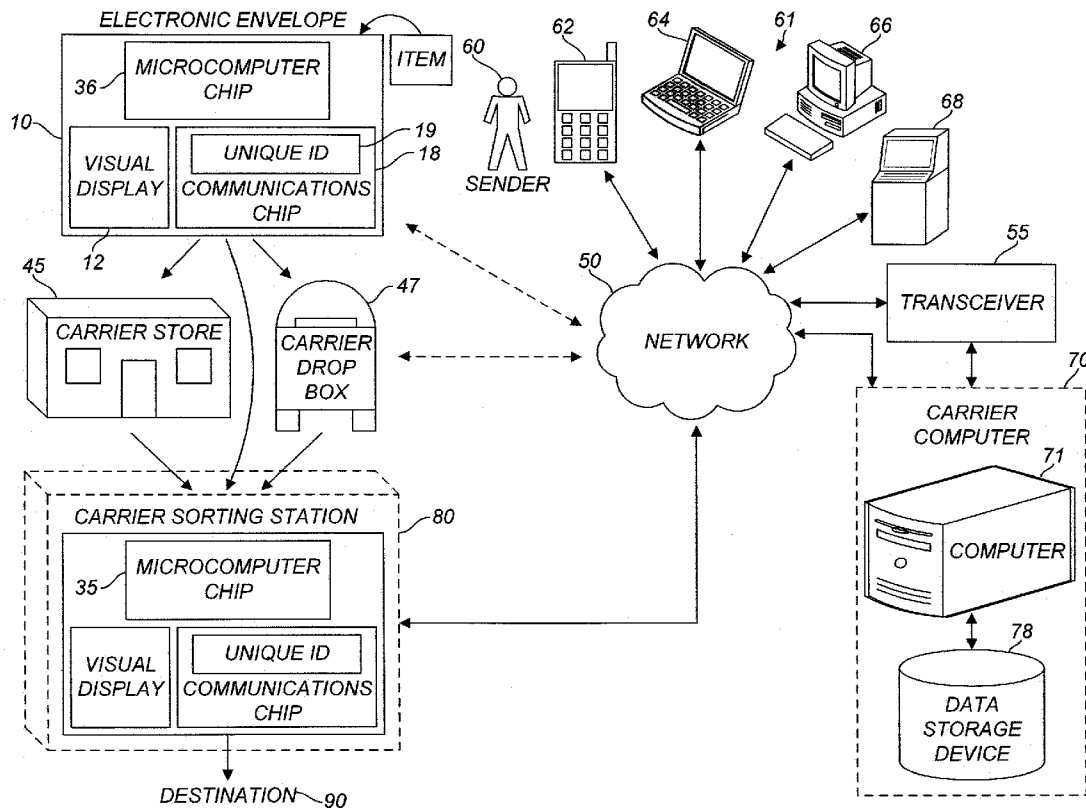 ELECTRONIC ENVELOPE
36
MICROCOMPUTER
CHIP
ITEM
10
VISUAL
DISPLAY
UNIQUE ID
COMMUNICATIONS
CHIP
19
18
12
60
SENDER
62
64
61
66
68
45
CARRIER STORE
47
CARRIER
DROP
BOX
50
NETWORK
55
TRANSCEIVER
70
CARRIER
COMPUTER
71
COMPUTER
78
DATA
STORAGE
DEVICE
CARRIER SORTING STATION
80
35
MICROCOMPUTER
CHIP
VISUAL
DISPLAY
UNIQUE ID
COMMUNICATIONS
CHIP
DESTINATION
90